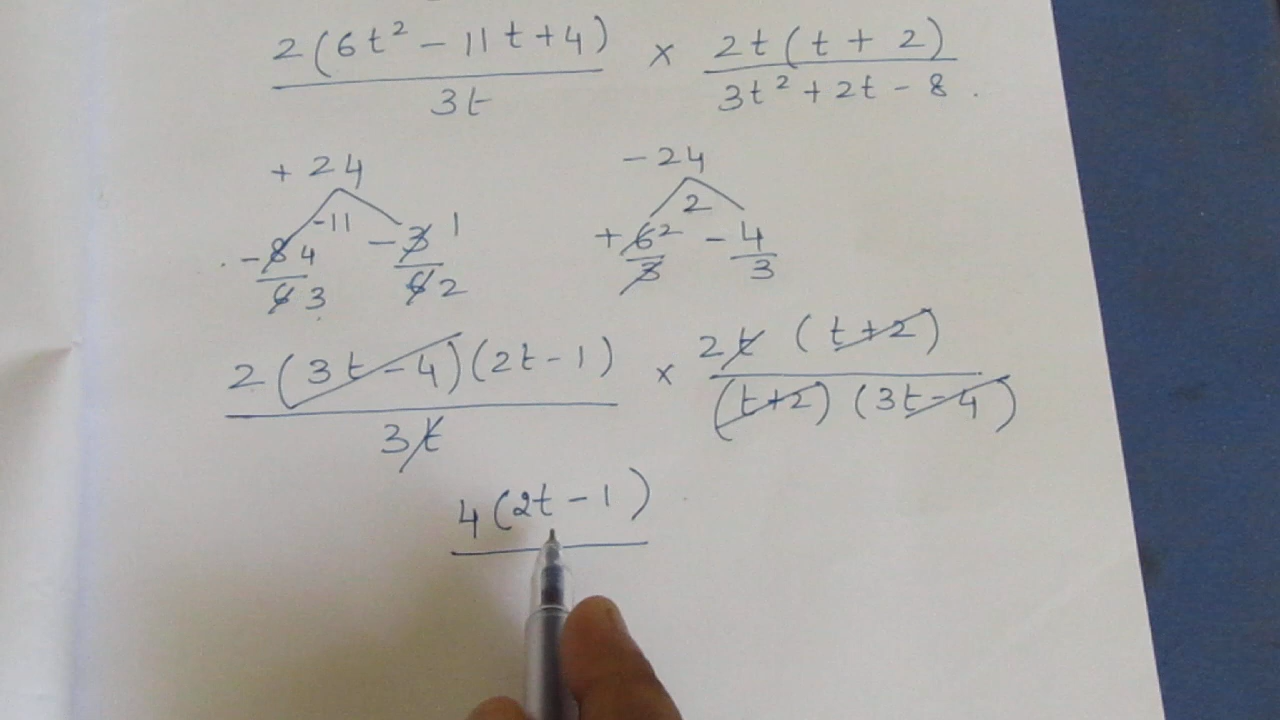 2(6t² - 11t + 4) / 3t × 2t(t + 2) / 3t² + 2t - 8 .
+ 24 - 24
-11 2
- 8 4 / 6 3 - 3 1 / 6 2 + 6 2 / 3 - 4 / 3
2(3t - 4)(2t - 1) / 3t × 2t (t+2) / (t+2) (3t - 4)
4(2t - 1)